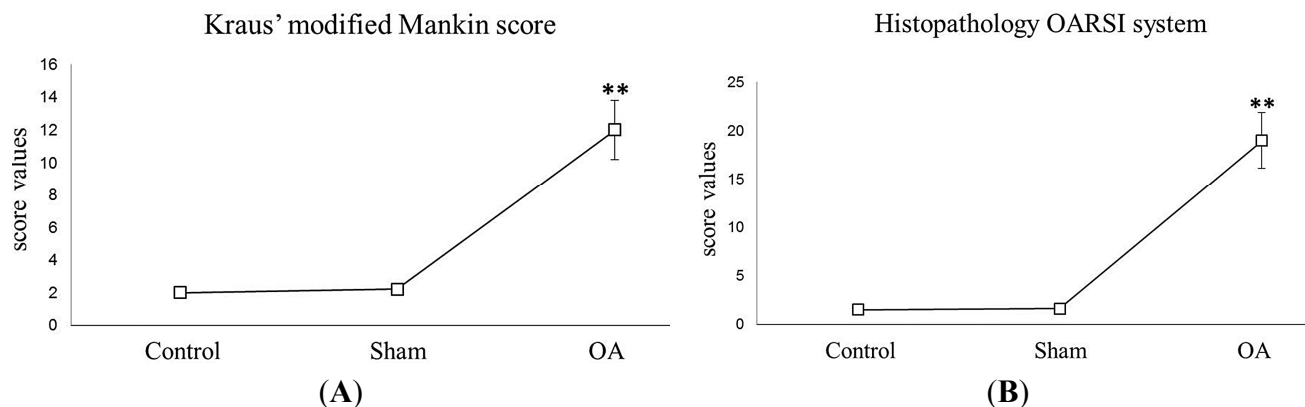 Kraus’ modified Mankin score
16
14
12
10
8
6
4
2
0
score values
**
Control
Sham
OA
(A)
Histopathology OARSI system
25
20
15
10
5
0
score values
**
Control
Sham
OA
(B)